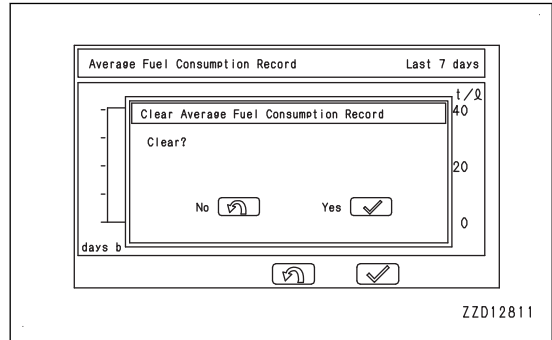 Average Fuel Consumption Record Last 7 days
t/ℓ
Clear Average Fuel Consumption Record
40
Clear?
20
No Yes
0
days b
ZZD12811